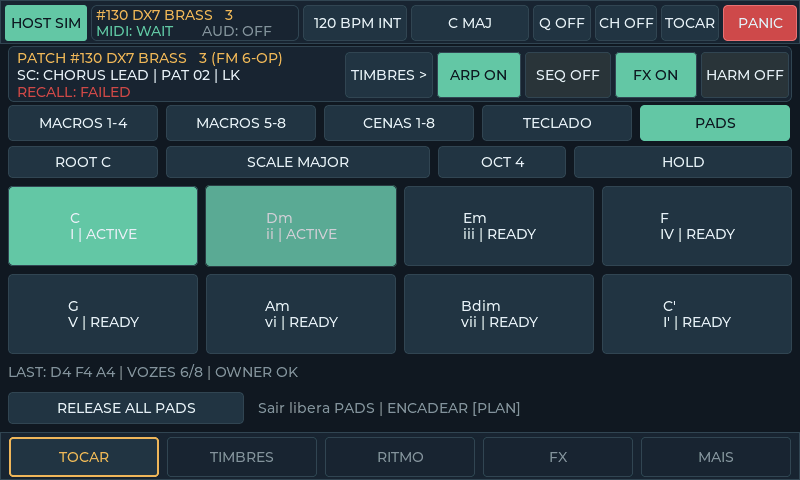 HOST SIM
#130 DX7 BRASS   3
MIDI: WAIT   AUD: OFF
120 BPM INT
C MAJ
Q OFF
CH OFF
TOCAR
PANIC
PATCH #130 DX7 BRASS   3 (FM 6-OP)
SC: CHORUS LEAD | PAT 02 | LK
RECALL: FAILED
TIMBRES >
ARP ON
SEQ OFF
FX ON
HARM OFF
MACROS 1-4
MACROS 5-8
CENAS 1-8
TECLADO
PADS
ROOT C
SCALE MAJOR
OCT 4
HOLD
C
I | ACTIVE
Dm
ii | ACTIVE
Em
iii | READY
F
IV | READY
G
V | READY
Am
vi | READY
Bdim
vii | READY
C'
I' | READY
LAST: D4 F4 A4 | VOZES 6/8 | OWNER OK
RELEASE ALL PADS
Sair libera PADS | ENCADEAR [PLAN]
TOCAR
TIMBRES
RITMO
FX
MAIS